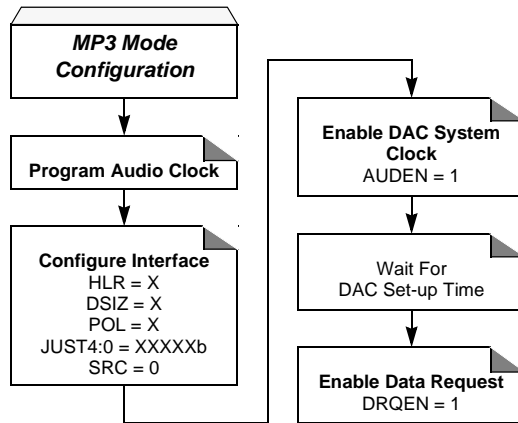 MP3 Mode
Configuration
Program Audio Clock
Configure Interface
HLR = X
DSIZ = X
POL = X
JUST4:0 = XXXXXb
SRC = 0
Enable DAC System
Clock
AUDEN = 1
Wait For
DAC Set-up Time
Enable Data Request
DRQEN = 1